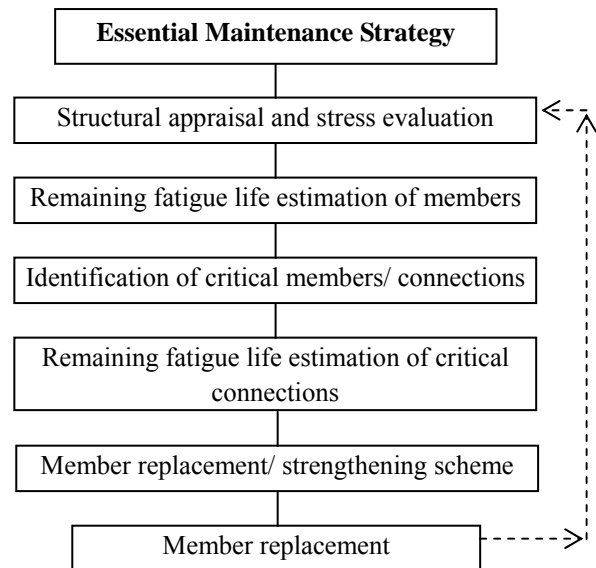 Essential Maintenance Strategy
Structural appraisal and stress evaluation
Remaining fatigue life estimation of members
Identification of critical members/ connections
Remaining fatigue life estimation of critical
connections
Member replacement/ strengthening scheme
Member replacement